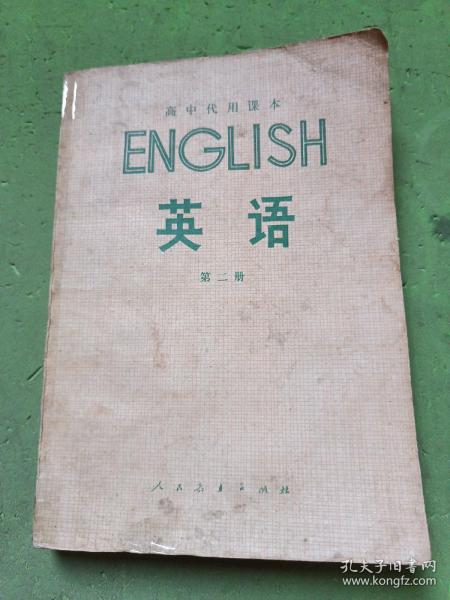 高中代用课本
ENGLISH
英语
第二册
人民教育出版社
孔夫子旧书网
www.kongfz.com